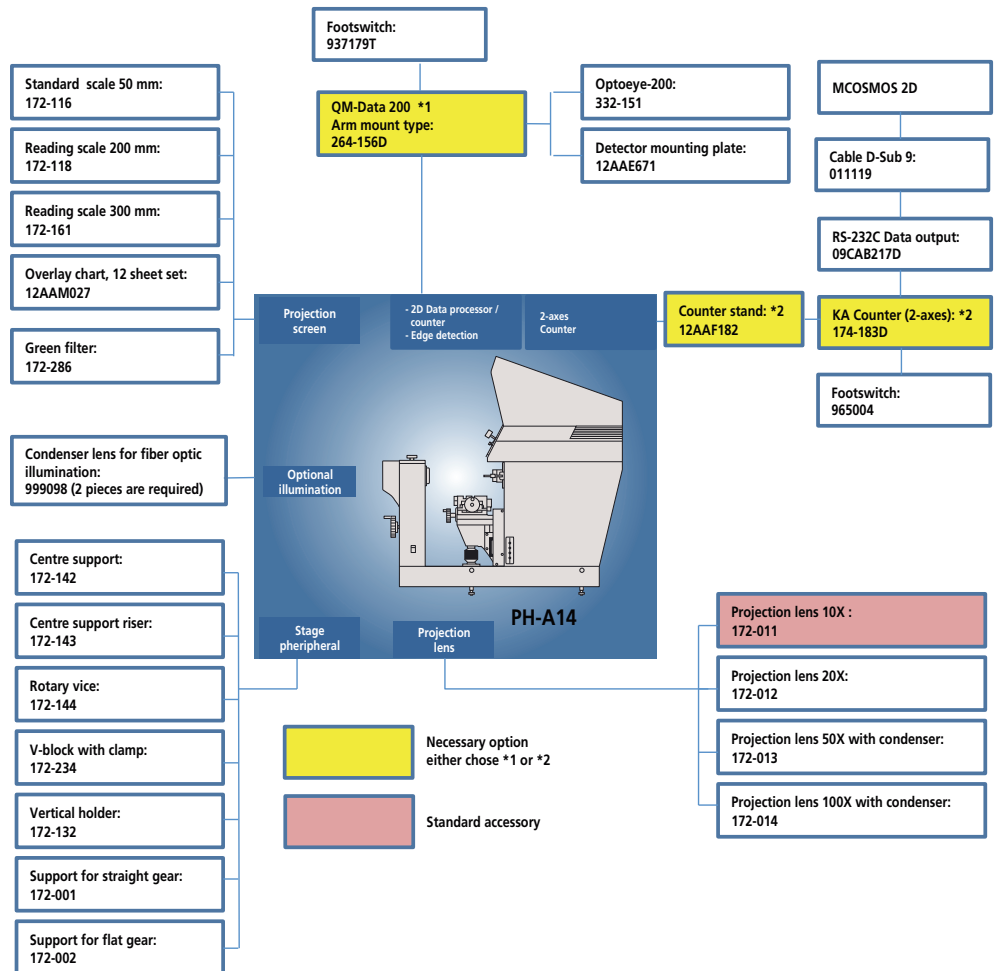 Footswitch:
937179T
Standard scale 50 mm:
172-116
Reading scale 200 mm:
172-118
Reading scale 300 mm:
172-161
Overlay chart, 12 sheet set:
12AAM027
Green filter:
172-286
QM-Data 200 *1
Arm mount type:
264-156D
Optoeye-200:
332-151
Detector mounting plate:
12AAE671
MCOSMOS 2D
Cable D-Sub 9:
011119
RS-232C Data output:
09CAB217D
Counter stand: *2
12AAF182
KA Counter (2-axes): *2
174-183D
Footswitch:
965004
Projection
screen
- 2D Data processor /
counter
- Edge detection
2-axes
Counter
Condenser lens for fiber optic
illumination:
999098 (2 pieces are required)
Optional
illumination
PH-A14
Stage
pheripheral
Projection
lens
Centre support:
172-142
Centre support riser:
172-143
Rotary vice:
172-144
V-block with clamp:
172-234
Vertical holder:
172-132
Support for straight gear:
172-001
Support for flat gear:
172-002
Projection lens 10X :
172-011
Projection lens 20X:
172-012
Projection lens 50X with condenser:
172-013
Projection lens 100X with condenser:
172-014
Necessary option
either chose *1 or *2
Standard accessory